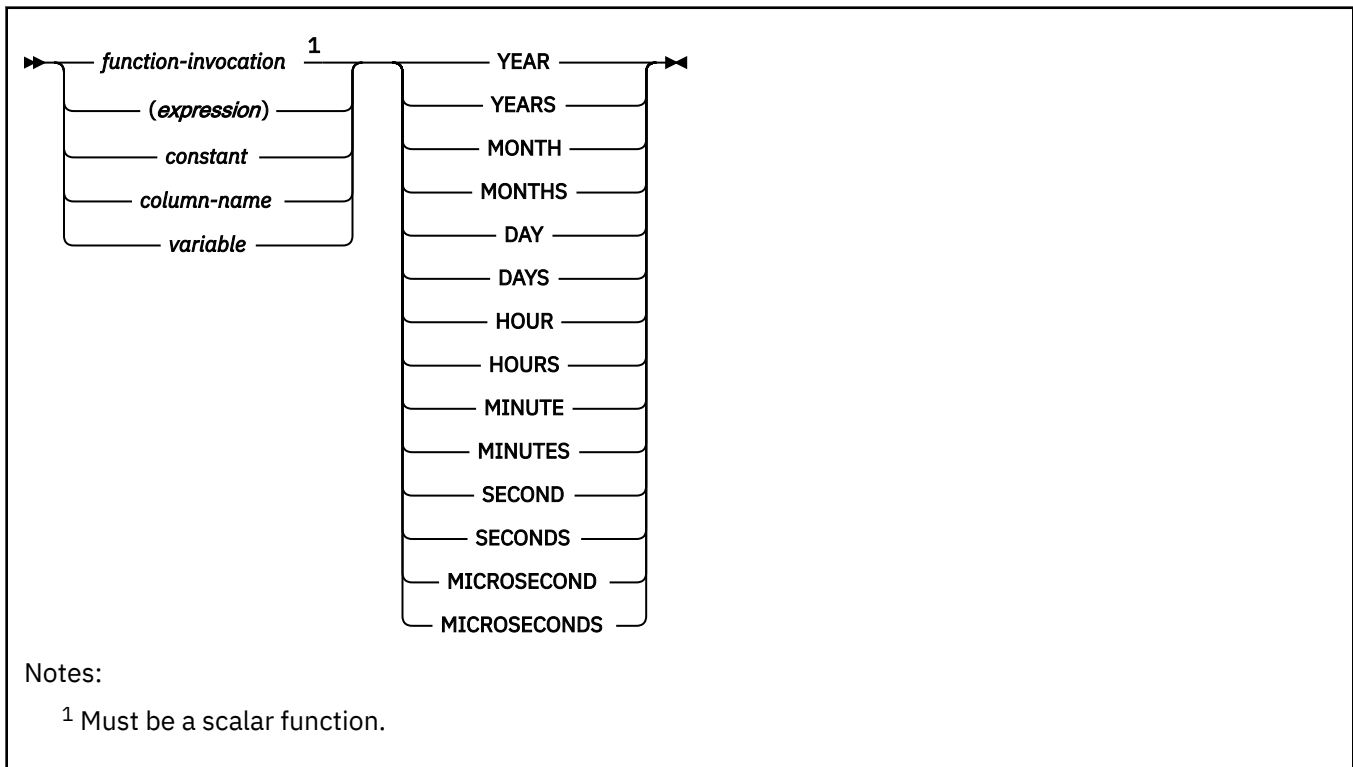 function-invocation 1 YEAR
(expression) YEARS
constant MONTH
column-name MONTHS
variable DAY
DAYS
HOUR
HOURS
MINUTE
MINUTES
SECOND
SECONDS
MICROSECOND
MICROSECONDS
Notes:
1 Must be a scalar function.